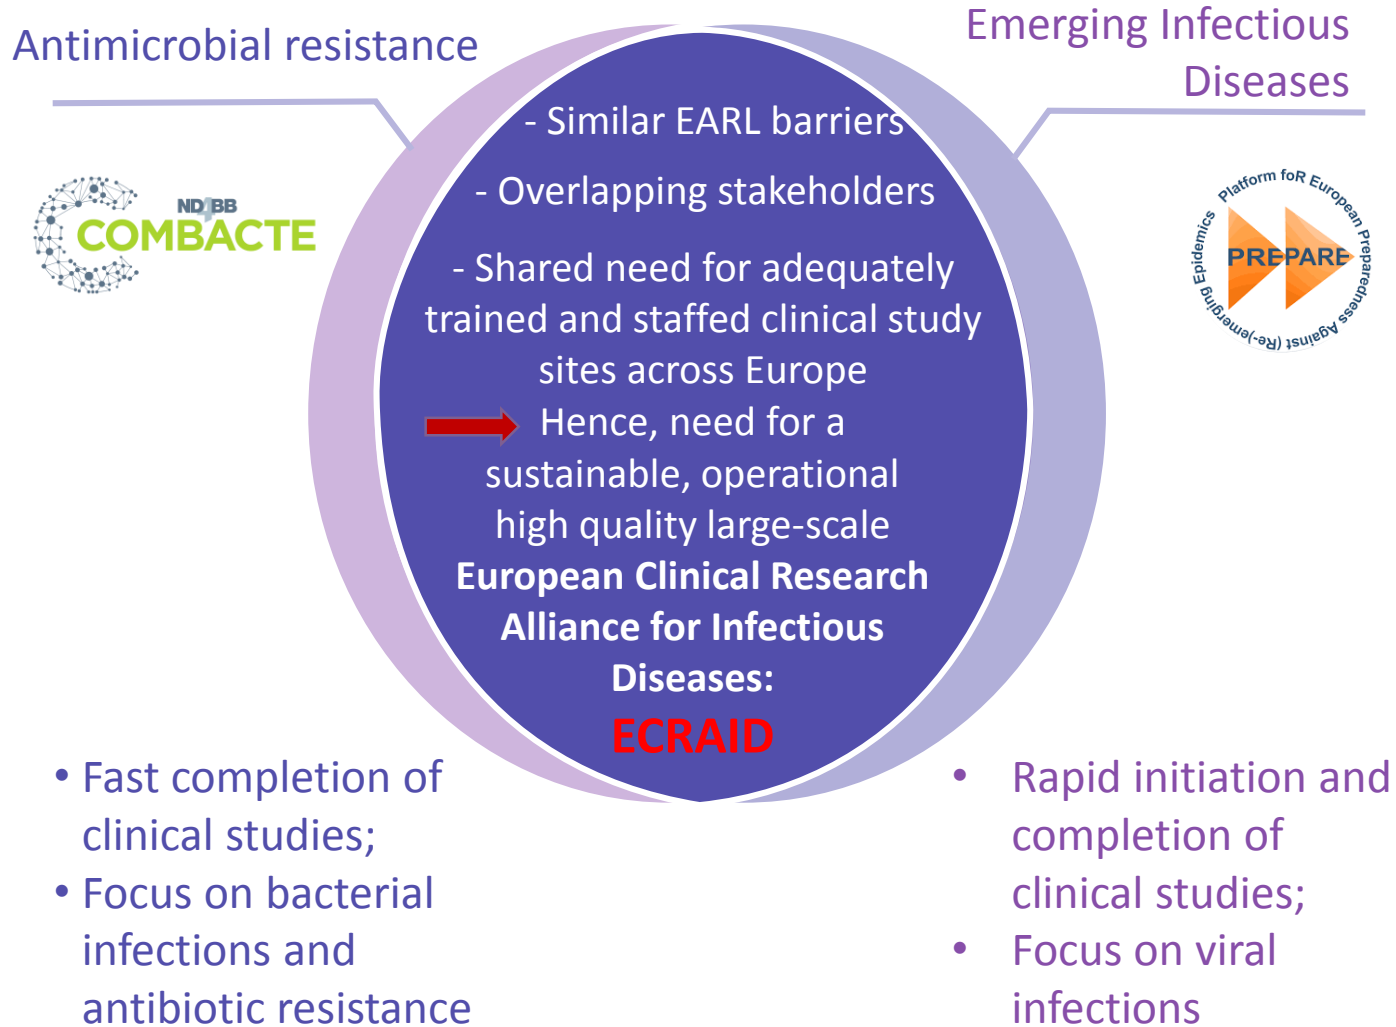 Antimicrobial resistance
Emerging Infectious
Diseases
ND4BB
COMBACTE
Platform foR European Preparedness Against (Re-)emerging Epidemics
PREPARE
- Similar EARL barriers
- Overlapping stakeholders
- Shared need for adequately
trained and staffed clinical study
sites across Europe
Hence, need for a
sustainable, operational
high quality large-scale
European Clinical Research
Alliance for Infectious
Diseases:
ECRAID
• Fast completion of
clinical studies;
• Focus on bacterial
infections and
antibiotic resistance
• Rapid initiation and
completion of
clinical studies;
• Focus on viral
infections